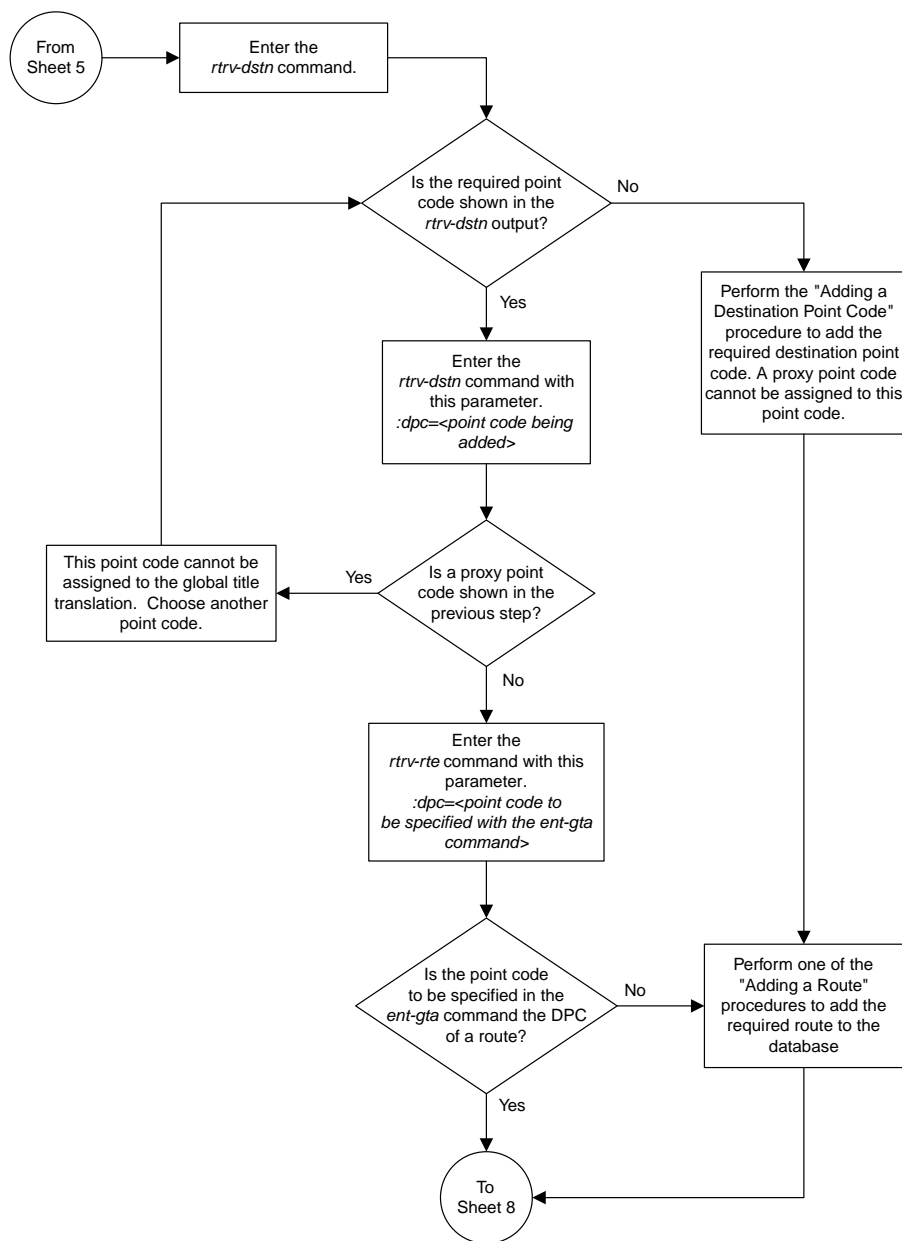 From
Sheet 5
Enter the
rtrv-dstn command.
Is the required point
code shown in the
rtrv-dstn output?
No
Yes
Perform the "Adding a
Destination Point Code"
procedure to add the
required destination point
code. A proxy point code
cannot be assigned to this
point code.
Enter the
rtrv-dstn command with
this parameter.
:dpc=<point code being
added>
This point code cannot be
assigned to the global title
translation.  Choose another
point code.
Yes
Is a proxy point
code shown in the
previous step?
No
Enter the
rtrv-rte command with this
parameter.
:dpc=<point code to
be specified with the ent-gta
command>
Is the point code
to be specified in the
ent-gta command the DPC
of a route?
No
Perform one of the
"Adding a Route"
procedures to add the
required route to the
database
Yes
To
Sheet 8